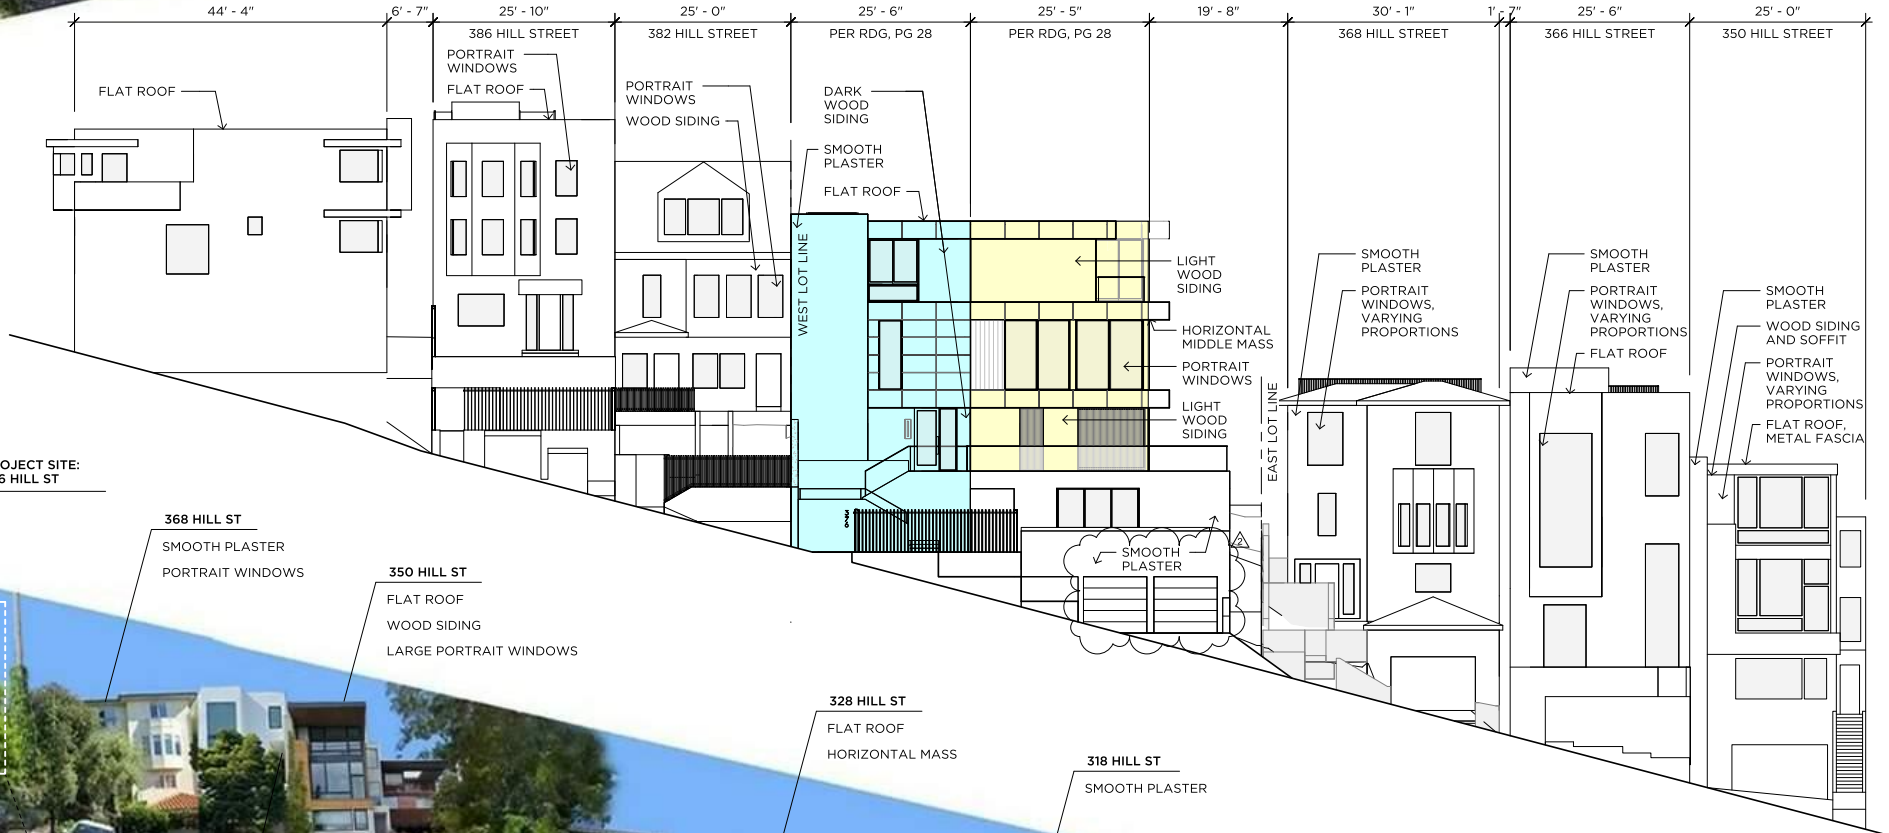 44' - 4"
6' - 7"
25' - 10"
25' - 0"
25' - 6"
25' - 5"
19' - 8"
30' - 1"
1' - 7"
25' - 6"
25' - 0"
386 HILL STREET
382 HILL STREET
PER RDG, PG 28
PER RDG, PG 28
368 HILL STREET
366 HILL STREET
350 HILL STREET
FLAT ROOF
PORTRAIT
WINDOWS
FLAT ROOF
PORTRAIT
WINDOWS
WOOD SIDING
DARK
WOOD
SIDING
SMOOTH
PLASTER
FLAT ROOF
WEST LOT LINE
LIGHT
WOOD
SIDING
HORIZONTAL
MIDDLE MASS
PORTRAIT
WINDOWS
LIGHT
WOOD
SIDING
EAST LOT LINE
SMOOTH
PLASTER
2
SMOOTH
PLASTER
PORTRAIT
WINDOWS,
VARYING
PROPORTIONS
SMOOTH
PLASTER
PORTRAIT
WINDOWS,
VARYING
PROPORTIONS
FLAT ROOF
SMOOTH
PLASTER
WOOD SIDING
AND SOFFIT
PORTRAIT
WINDOWS,
VARYING
PROPORTIONS
FLAT ROOF,
METAL FASCIA
OJECT SITE:
6 HILL ST
368 HILL ST
SMOOTH PLASTER
PORTRAIT WINDOWS
350 HILL ST
FLAT ROOF
WOOD SIDING
LARGE PORTRAIT WINDOWS
328 HILL ST
FLAT ROOF
HORIZONTAL MASS
318 HILL ST
SMOOTH PLASTER